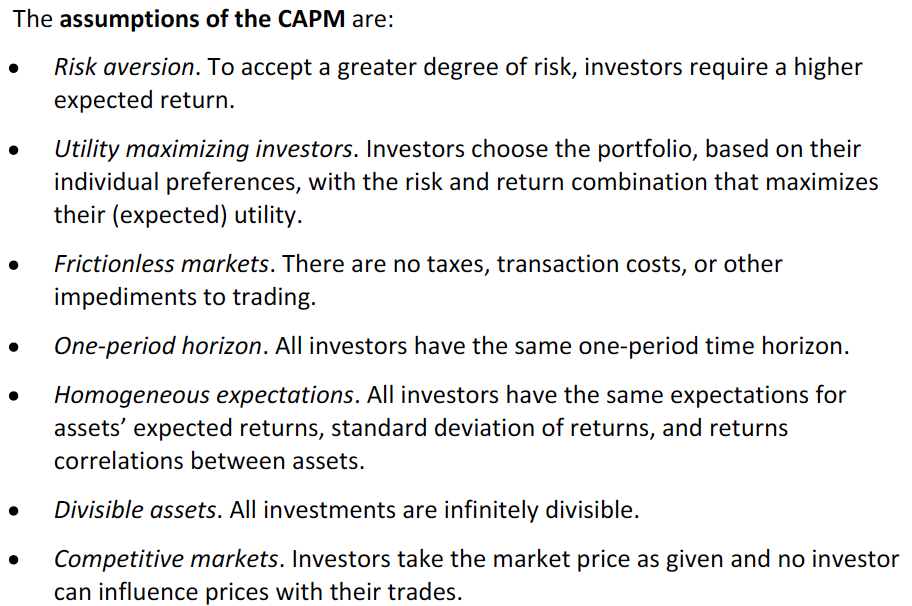 The assumptions of the CAPM are:
• Risk aversion. To accept a greater degree of risk, investors require a higher
expected return.
• Utility maximizing investors. Investors choose the portfolio, based on their
individual preferences, with the risk and return combination that maximizes
their (expected) utility.
• Frictionless markets. There are no taxes, transaction costs, or other
impediments to trading.
• One-period horizon. All investors have the same one-period time horizon.
• Homogeneous expectations. All investors have the same expectations for
assets’ expected returns, standard deviation of returns, and returns
correlations between assets.
• Divisible assets. All investments are infinitely divisible.
• Competitive markets. Investors take the market price as given and no investor
can influence prices with their trades.